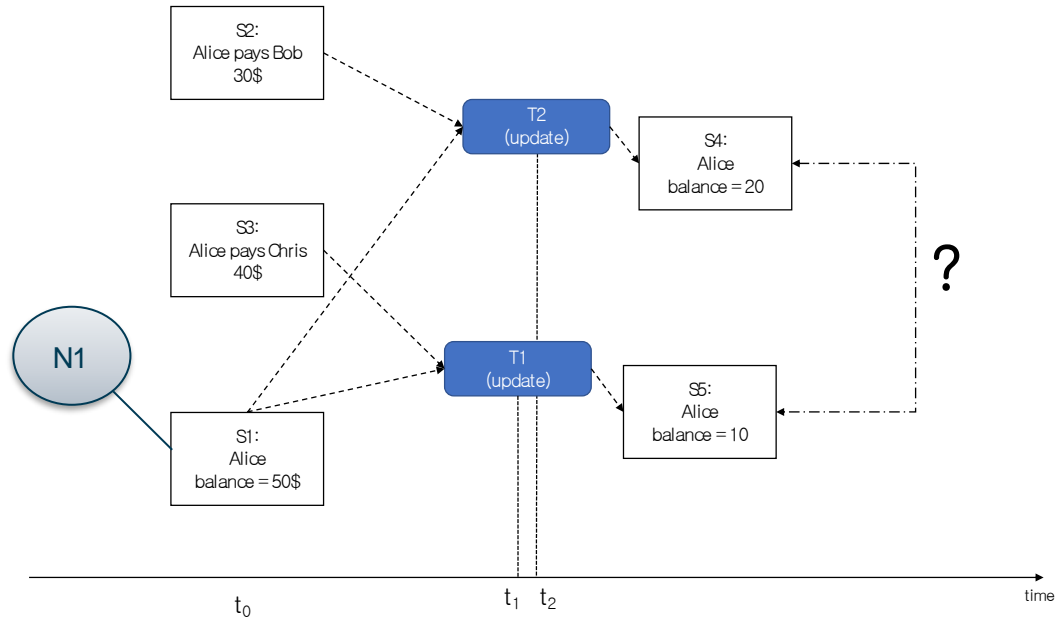 S2:
Alice pays Bob
30$
T2
(update)
S4:
Alice
balance = 20
S3:
Alice pays Chris
40$
?
N1
T1
(update)
S5:
Alice
balance = 10
S1:
Alice
balance = 50$
t0
t1
t2
time